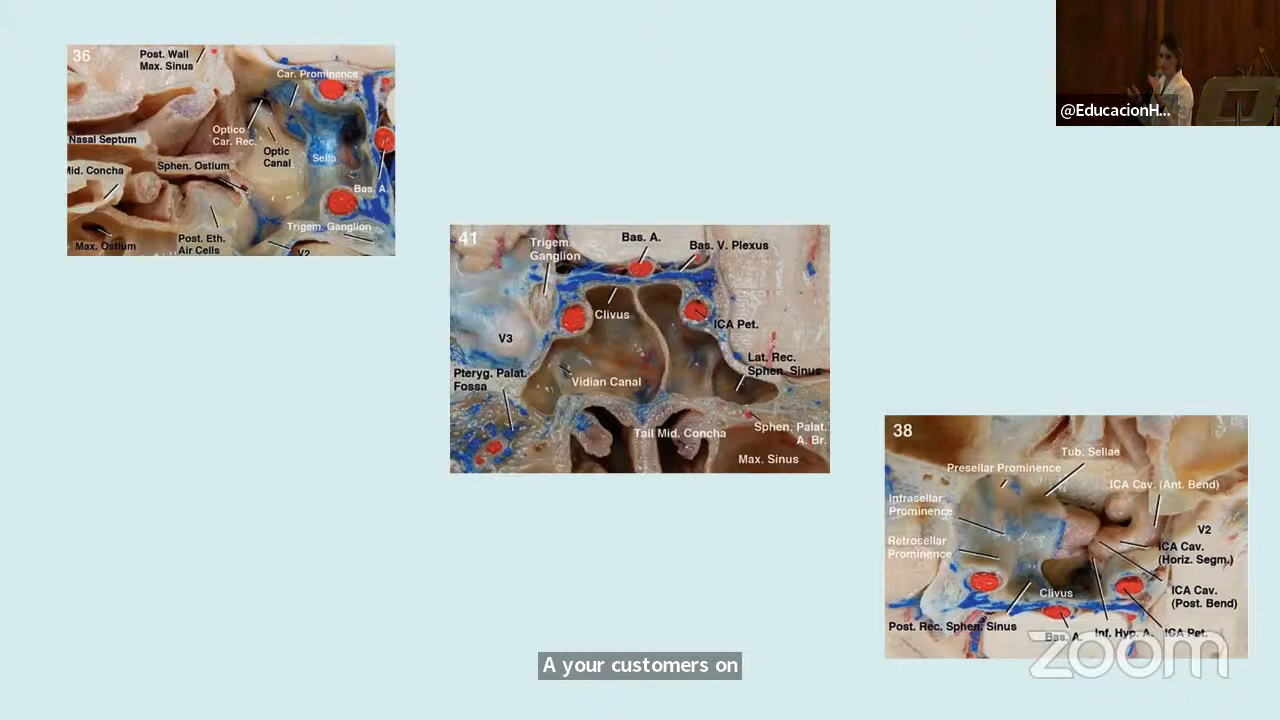 36
Post. Wall
Max. Sinus
Car. Prominence
Optico
Car. Rec.
Nasal Septum
Optic
Canal
Sella
Mid. Concha
Sphen. Ostium
Bas. A.
Trigem. Ganglion
Post. Eth.
Air Cells
Max. Ostium
V2
@EducacionH...
41
Trigem.
Ganglion
Bas. A.
Bas. V. Plexus
Clivus
ICA Pet.
V3
Lat. Rec.
Sphen. Sinus
Pteryg. Palat.
Fossa
Vidian Canal
Tail Mid. Concha
Sphen. Palat.
A. Br.
Max. Sinus
38
Tub. Sellae
Presellar Prominence
ICA Cav. (Ant. Bend)
Infrasellar
Prominence
V2
Retrosellar
Prominence
ICA Cav.
(Horiz. Segm.)
ICA Cav.
(Post. Bend)
Clivus
Post. Rec. Sphen. Sinus
Bas. A.
Inf. Hyp. A.
ICA Pet.
zoom
A your customers on